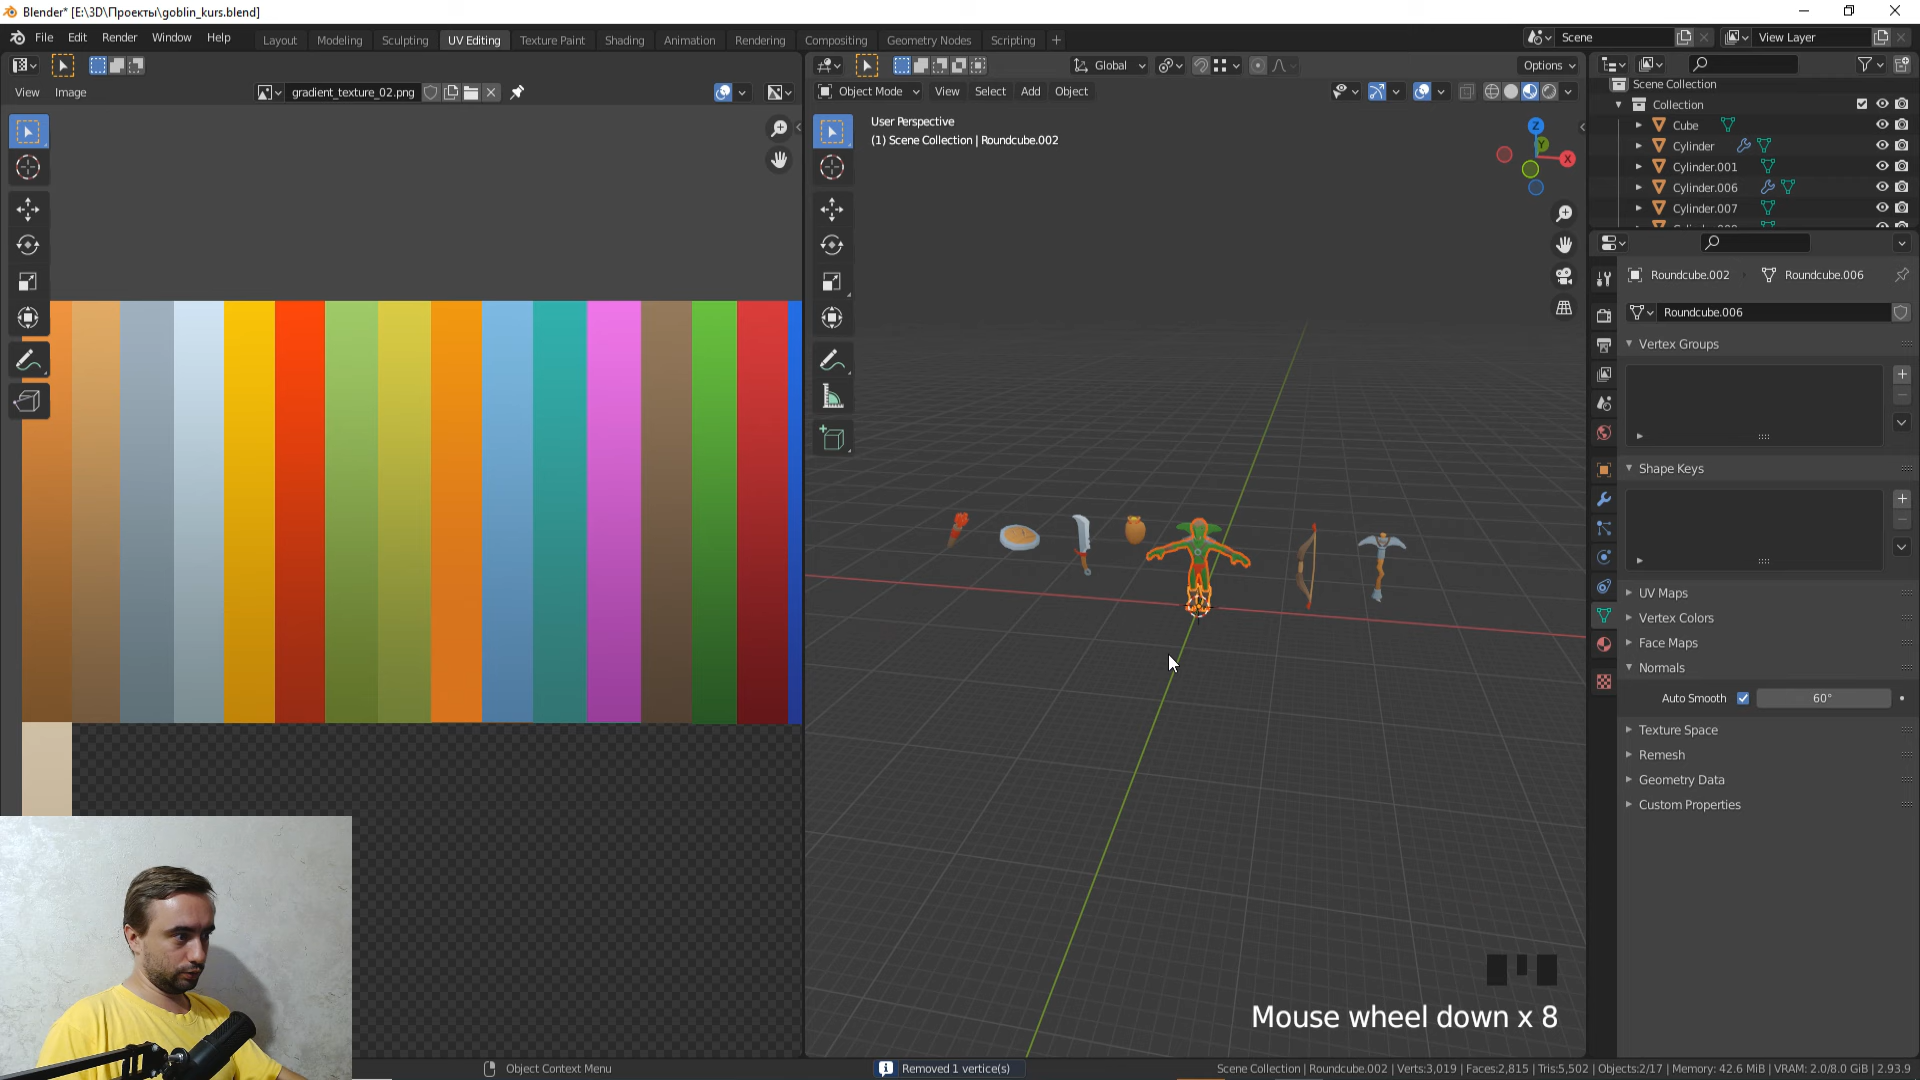 Blender* [E:\3D\Проекты\goblin_kurs.blend]
File Edit Render Window Help
Layout Modeling Sculpting UV Editing Texture Paint Shading Animation Rendering Compositing Geometry Nodes Scripting +
Scene
View Layer
Global
Options
View Image
gradient_texture_02.png
Object Mode View Select Add Object
User Perspective
(1) Scene Collection | Roundcube.002
Z
Y
X
Scene Collection
Collection
Cube
Cylinder
Cylinder.001
Cylinder.006
Cylinder.007
Roundcube.002 Roundcube.006
Roundcube.006
Vertex Groups
Shape Keys
UV Maps
Vertex Colors
Face Maps
Normals
Auto Smooth 60°
Texture Space
Remesh
Geometry Data
Custom Properties
Mouse wheel down x 8
Object Context Menu
Removed 1 vertice(s)
Scene Collection | Roundcube.002 | Verts:3,019 | Faces:2,815 | Tris:5,502 | Objects:2/17 | Memory: 42.6 MiB | VRAM: 2.0/8.0 GiB | 2.93.9